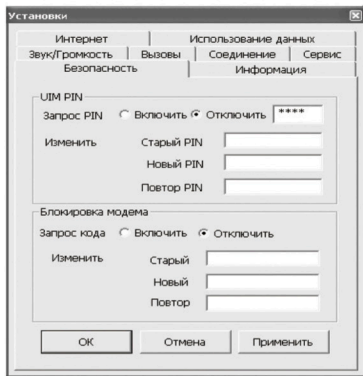 Установки
Интернет Использование данных
Звук/Громкость Вызовы Соединение Сервис
Безопасность Информация
UIM PIN
Запрос PIN Включить Отключить ****
Изменить Старый PIN
Новый PIN
Повтор PIN
Блокировка модема
Запрос кода Включить Отключить
Изменить Старый
Новый
Повтор
OK Отмена Применить